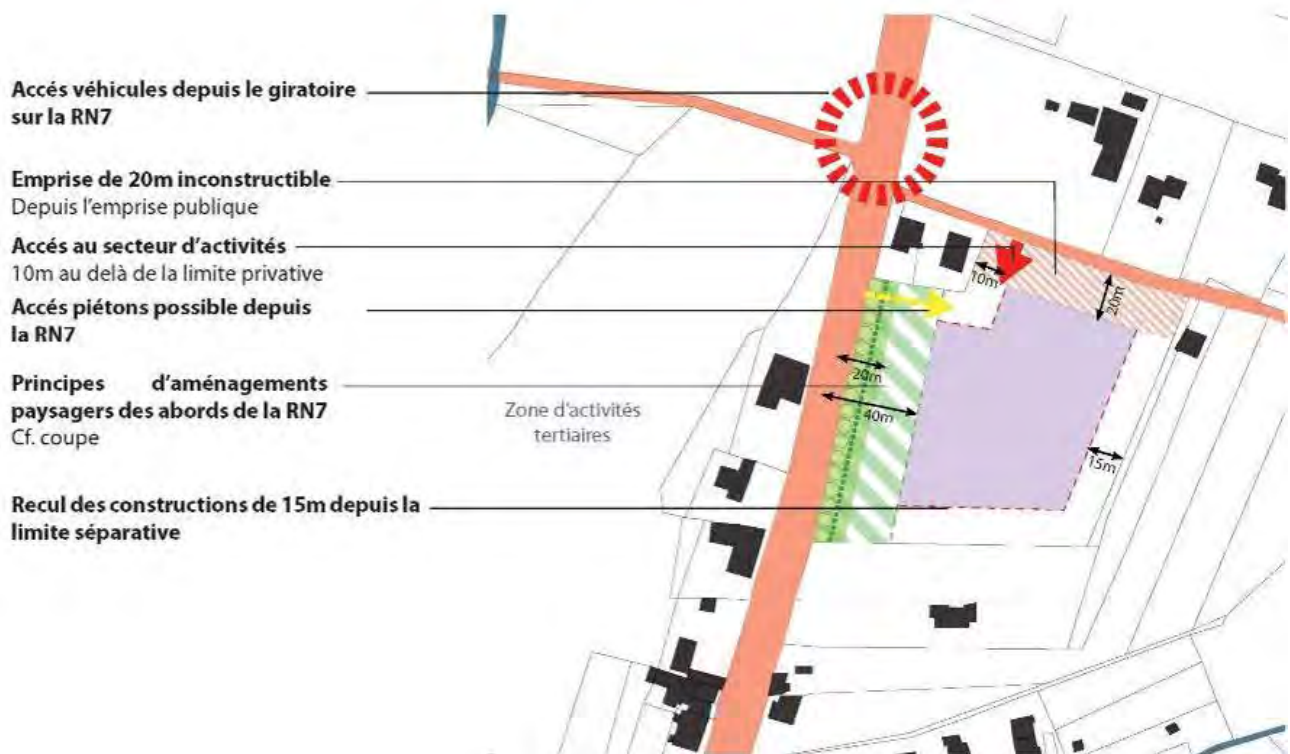 Accés véhicules depuis le giratoire
sur la RN7
Emprise de 20m inconstructible
Depuis l'emprise publique
Accés au secteur d'activités
10m au delà de la limite privative
Accés piétons possible depuis
la RN7
Principes d'aménagements
paysagers des abords de la RN7
Cf. coupe
Recul des constructions de 15m depuis la
limite séparative
10m
20m
20m
40m
Zone d'activités
tertiaires
15m